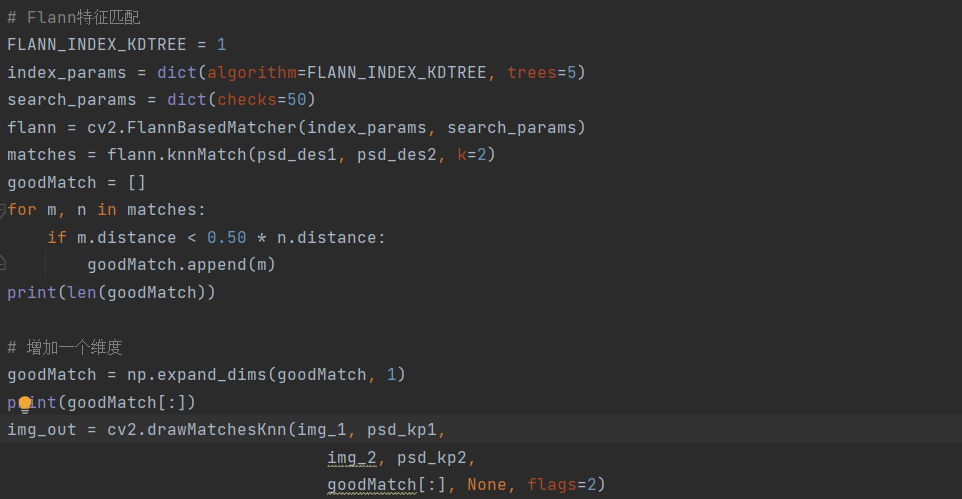 # Flann特征匹配
FLANN_INDEX_KDTREE = 1
index_params = dict(algorithm=FLANN_INDEX_KDTREE, trees=5)
search_params = dict(checks=50)
flann = cv2.FlannBasedMatcher(index_params, search_params)
matches = flann.knnMatch(psd_des1, psd_des2, k=2)
goodMatch = []
for m, n in matches:
    if m.distance < 0.50 * n.distance:
        goodMatch.append(m)
print(len(goodMatch))
# 增加一个维度
goodMatch = np.expand_dims(goodMatch, 1)
print(goodMatch[:])
img_out = cv2.drawMatchesKnn(img_1, psd_kp1,
                                img_2, psd_kp2,
                                goodMatch[:], None, flags=2)